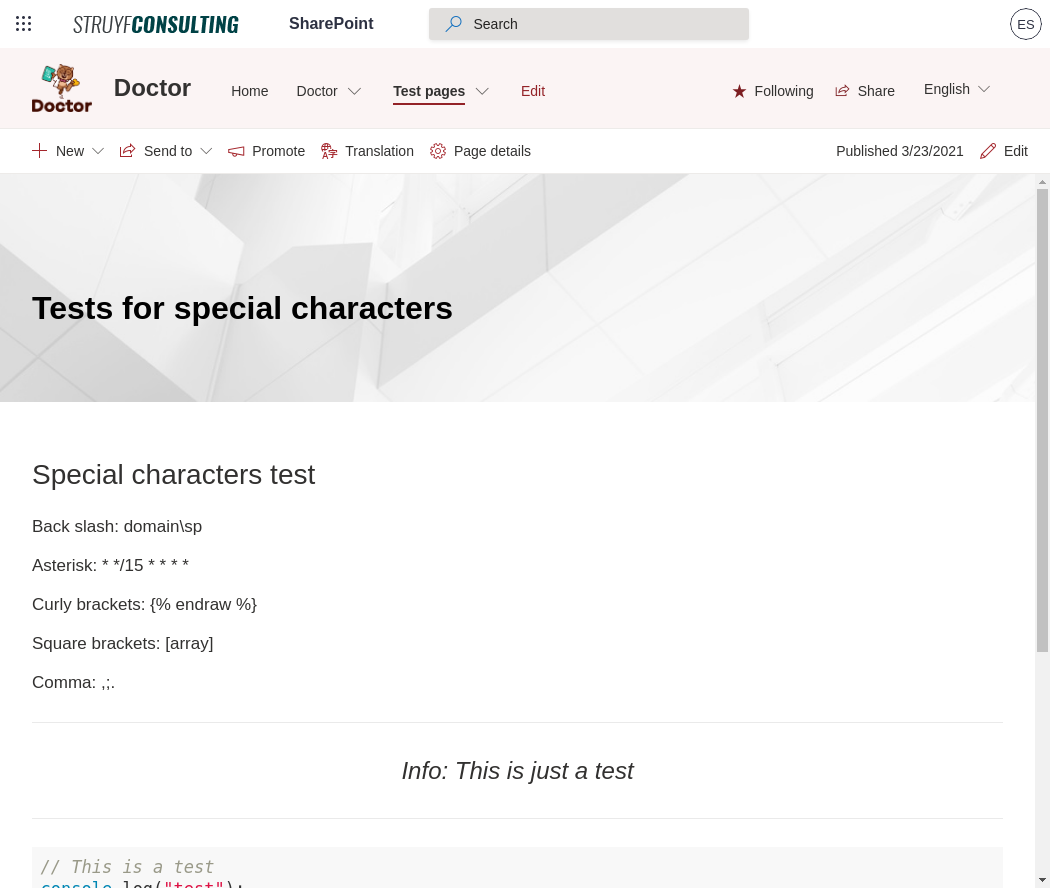 STRUYFCONSULTING SharePoint Search ES
Doctor Doctor Home Doctor Test pages Edit Following Share English
New Send to Promote Translation Page details Published 3/23/2021 Edit
Tests for special characters
Special characters test
Back slash: domain\sp
Asterisk: * */15 * * * *
Curly brackets: {% endraw %}
Square brackets: [array]
Comma: ,;.
Info: This is just a test
// This is a test
console.log("test");